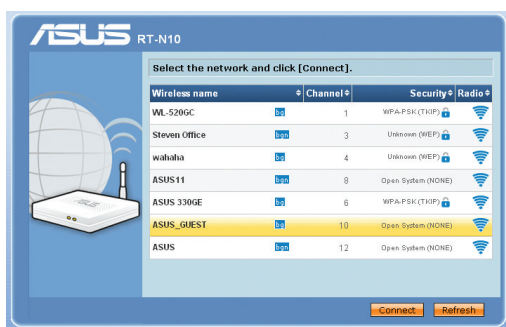 ASUS RT-N10
Select the network and click [Connect].
Wireless name Channel Security Radio
WL-520GC bg 1 WPA-PSK (TKIP)
Steven Office bgn 3 Unknown (WEP)
wahaha bg 4 Unknown (WEP)
ASUS11 bgn 8 Open System (NONE)
ASUS 330GE bg 6 WPA-PSK (TKIP)
ASUS_GUEST bg 10 Open System (NONE)
ASUS bgn 12 Open System (NONE)
Connect Refresh